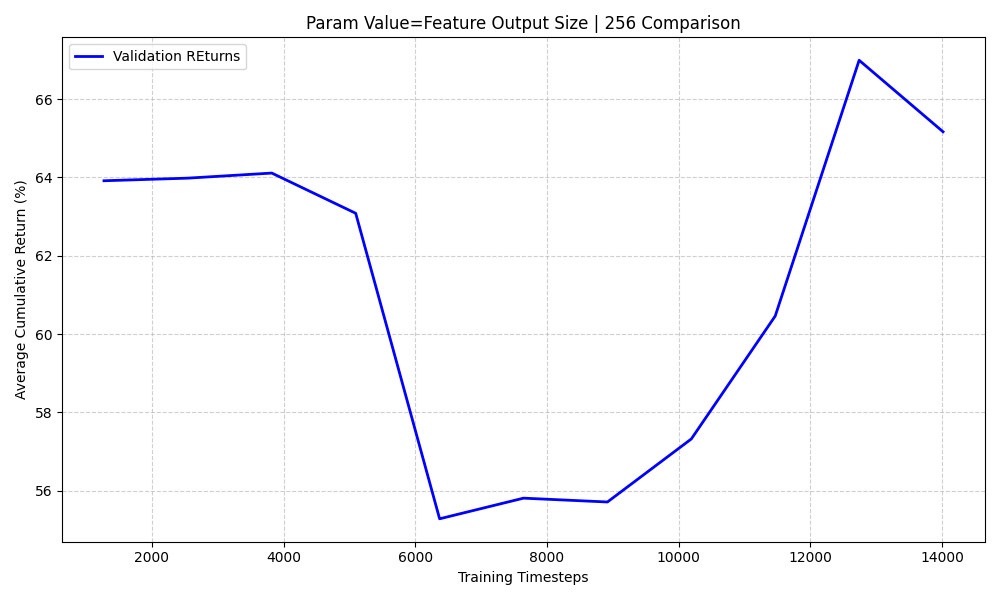 Param Value=Feature Output Size | 256 Comparison
Validation REturns
Average Cumulative Return (%)
66
64
62
60
58
56
2000 4000 6000 8000 10000 12000 14000
Training Timesteps